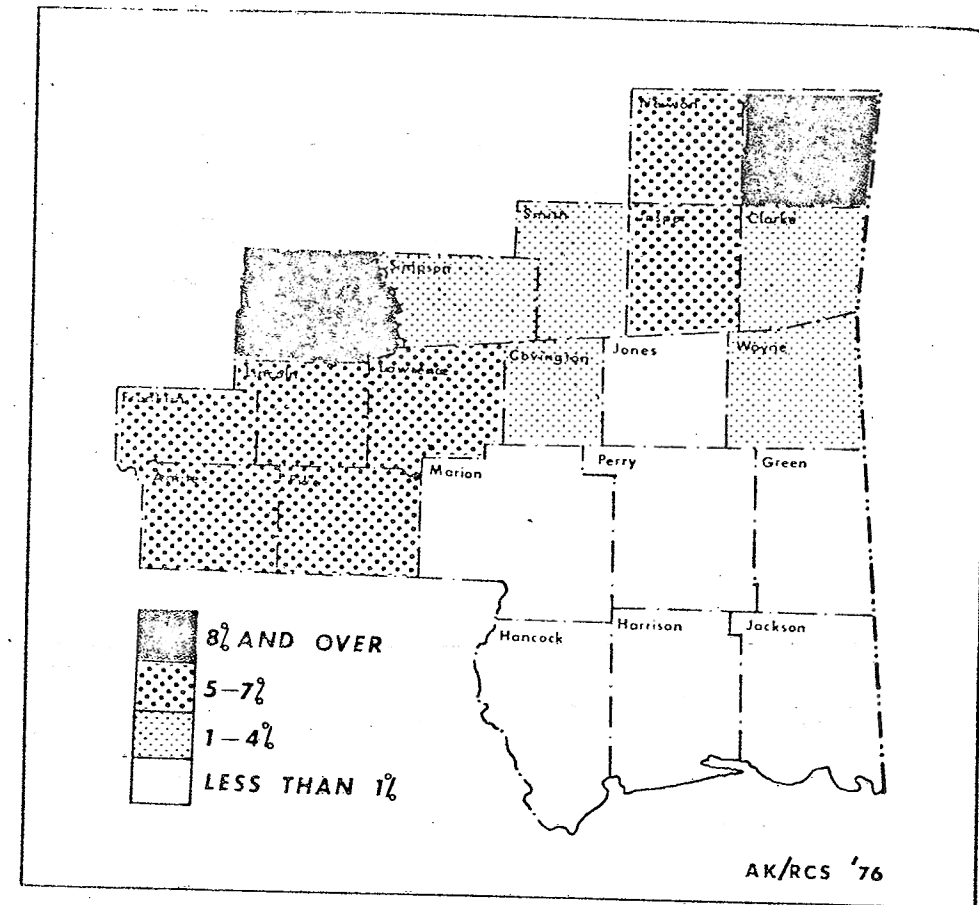 Newton
Smith
Jasper
Clarke
Simpson
Lincoln
Lawrence
Covington
Jones
Wayne
Franklin
Amite
Pike
Marion
Perry
Green
Hancock
Harrison
Jackson
8% AND OVER
5–7%
1–4%
LESS THAN 1%
AK/RCS '76